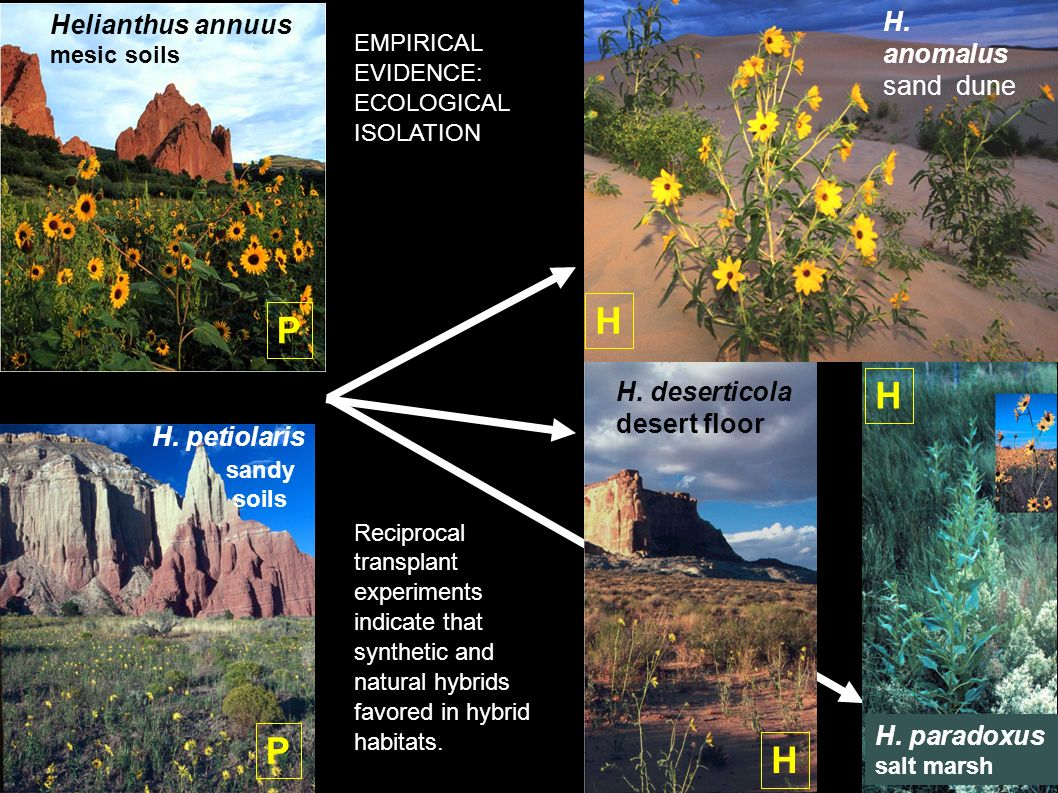 Helianthus annuus
mesic soils
P
EMPIRICAL
EVIDENCE:
ECOLOGICAL
ISOLATION
H.
anomalus
sand dune
H
H. petiolaris
sandy
soils
P
Reciprocal
transplant
experiments
indicate that
synthetic and
natural hybrids
favored in hybrid
habitats.
H. deserticola
desert floor
H
H
H. paradoxus
salt marsh